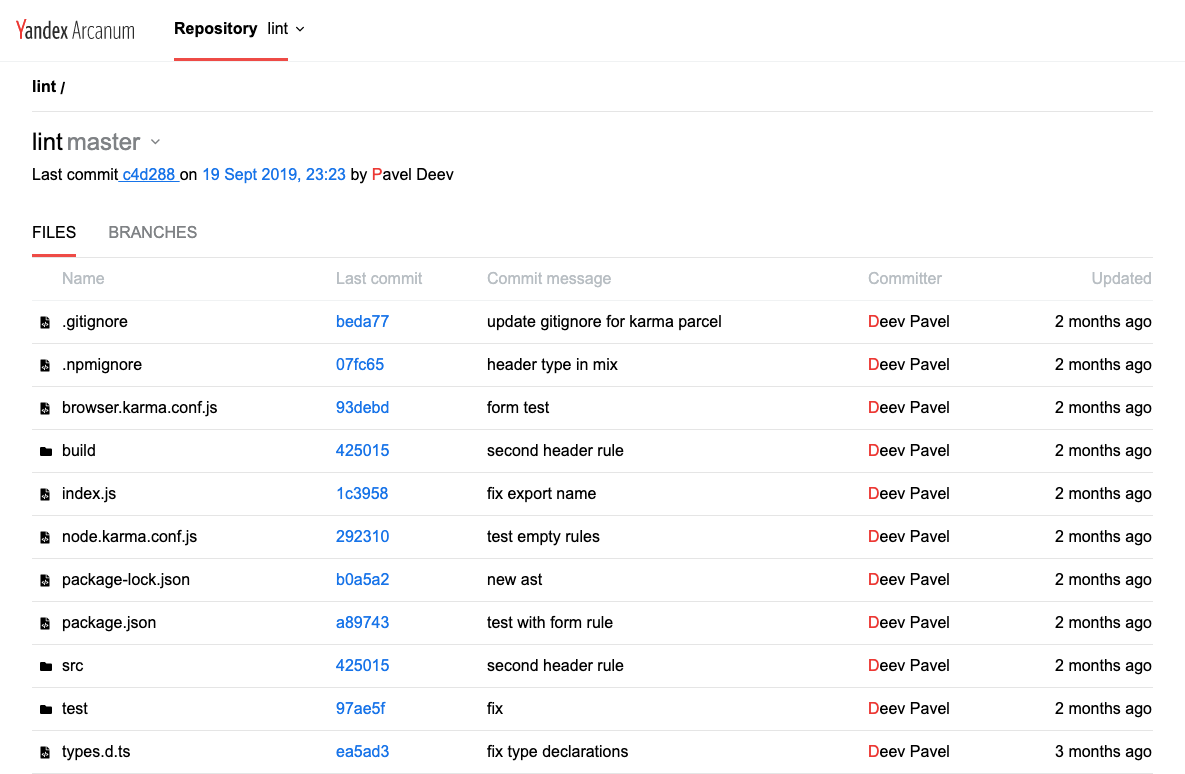 Yandex Arcanum Repository lint
lint /
lint master
Last commit c4d288 on 19 Sept 2019, 23:23 by Pavel Deev
FILES BRANCHES
Name Last commit Commit message Committer Updated
.gitignore beda77 update gitignore for karma parcel Deev Pavel 2 months ago
.npmignore 07fc65 header type in mix Deev Pavel 2 months ago
browser.karma.conf.js 93debd form test Deev Pavel 2 months ago
build 425015 second header rule Deev Pavel 2 months ago
index.js 1c3958 fix export name Deev Pavel 2 months ago
node.karma.conf.js 292310 test empty rules Deev Pavel 2 months ago
package-lock.json b0a5a2 new ast Deev Pavel 2 months ago
package.json a89743 test with form rule Deev Pavel 2 months ago
src 425015 second header rule Deev Pavel 2 months ago
test 97ae5f fix Deev Pavel 2 months ago
types.d.ts ea5ad3 fix type declarations Deev Pavel 3 months ago